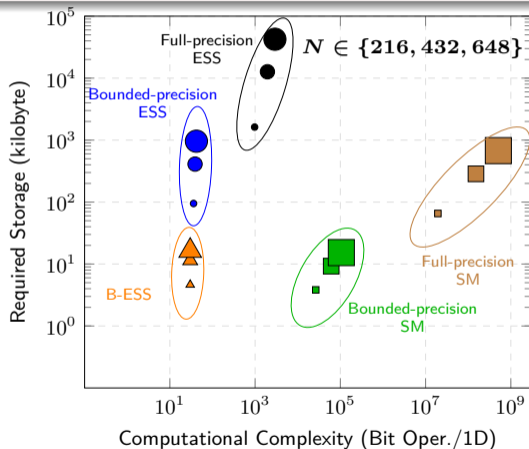 10^5
10^4
10^3
10^2
10^1
10^0
Required Storage (kilobyte)
Full-precision
ESS
N ∈ {216, 432, 648}
Bounded-precision
ESS
B-ESS
Full-precision
SM
Bounded-precision
SM
10^1 10^3 10^5 10^7 10^9
Computational Complexity (Bit Oper./1D)